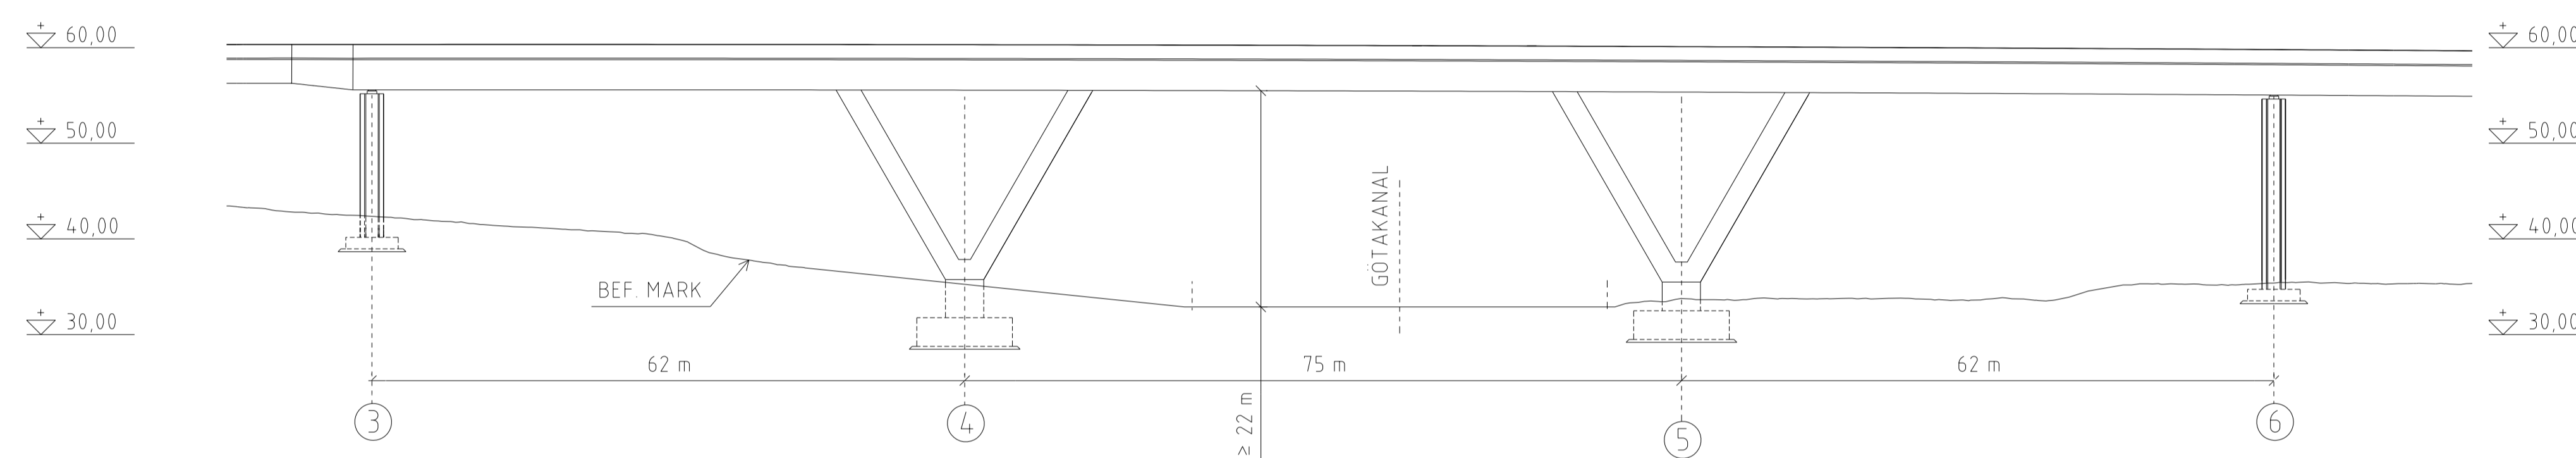 + 60,00
+ 50,00
+ 40,00
+ 30,00
BEF. MARK
GÖTAKANAL
62 m
75 m
62 m
≥ 22 m
3
4
5
6
+ 60,00
+ 50,00
+ 40,00
+ 30,00